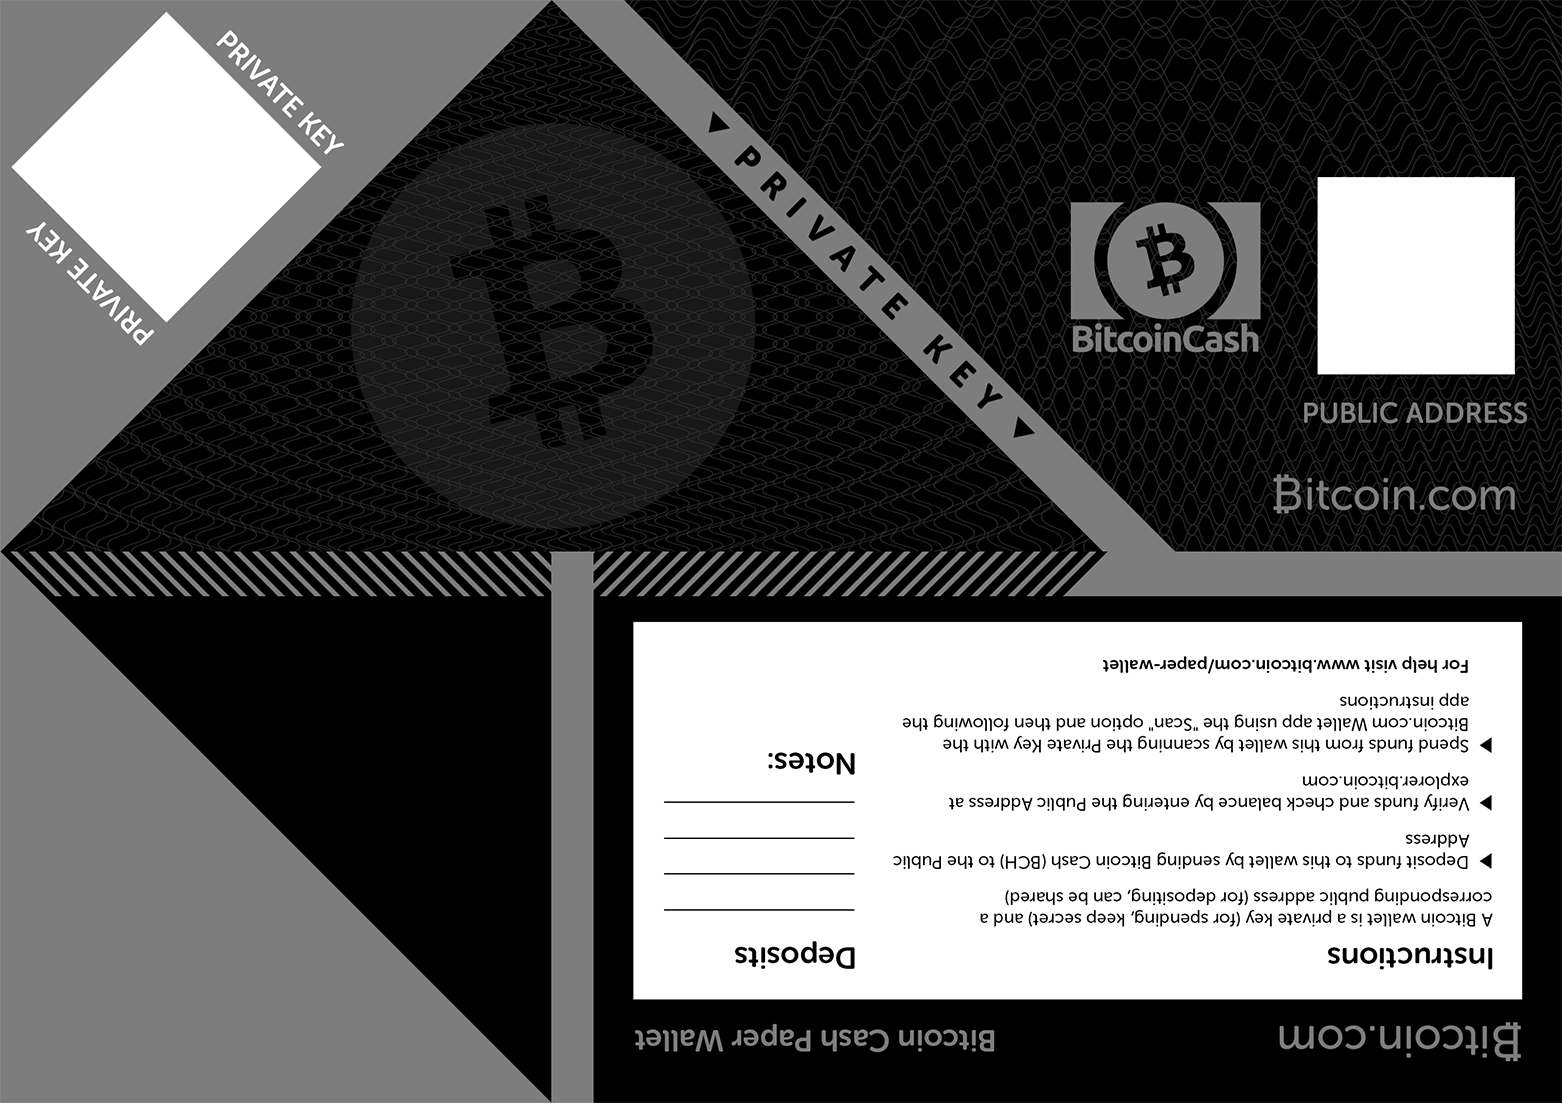 PRIVATE KEY
PRIVATE KEY
PRIVATE KEY
BitcoinCash
PUBLIC ADDRESS
Bitcoin.com
Bitcoin.com
Bitcoin Cash Paper Wallet
Instructions
A Bitcoin wallet is a private key (for spending, keep secret) and a
corresponding public address (for depositing, can be shared)
Deposit funds to this wallet by sending Bitcoin Cash (BCH) to the Public
Address
Verify funds and check balance by entering the Public Address at
explorer.bitcoin.com
Spend funds from this wallet by scanning the Private Key with the
Bitcoin.com Wallet app using the "Scan" option and then following the
app instructions
For help visit www.bitcoin.com/paper-wallet
Deposits
Notes: